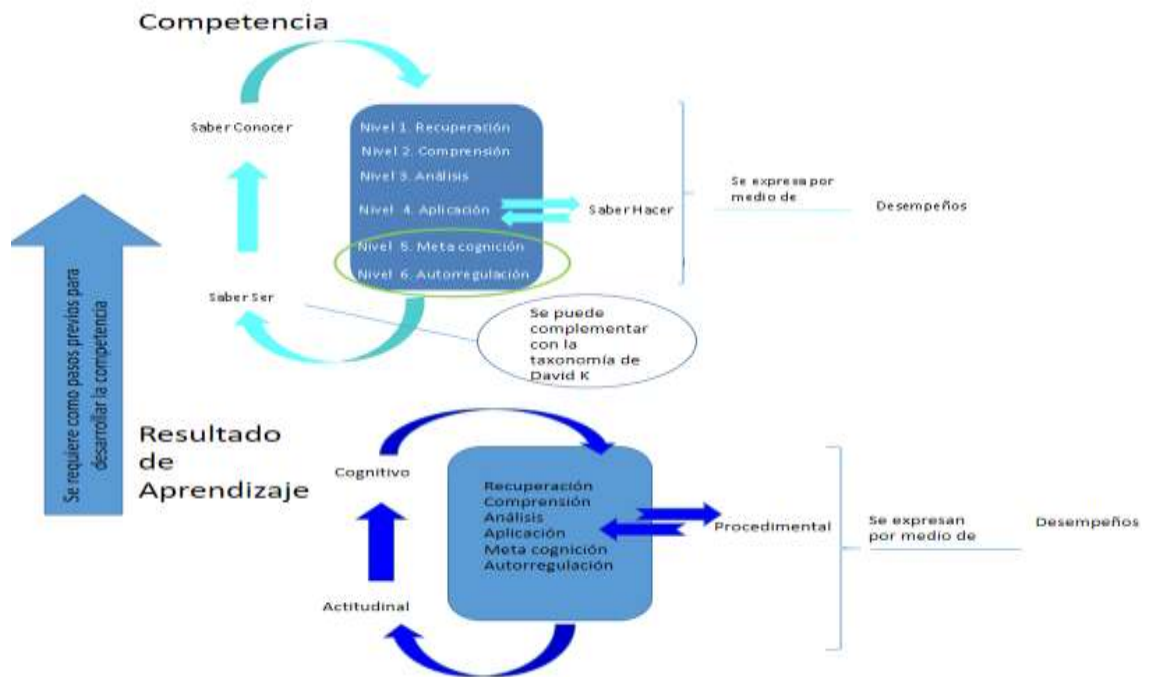 Competencia
Saber Conocer
Nivel 1. Recuperación
Nivel 2. Comprensión
Nivel 3. Análisis
Nivel 4. Aplicación
Nivel 5. Meta cognición
Nivel 6. Autorregulación
Saber Hacer
Se expresa por
medio de
Desempeños
Saber Ser
Se puede
complementar
con la
taxonomía de
David K
Se requiere como pasos previos para
desarrollar la competencia
Resultado
de
Aprendizaje
Cognitivo
Recuperación
Comprensión
Análisis
Aplicación
Meta cognición
Autorregulación
Procedimental
Se expresan
por medio de
Desempeños
Actitudinal